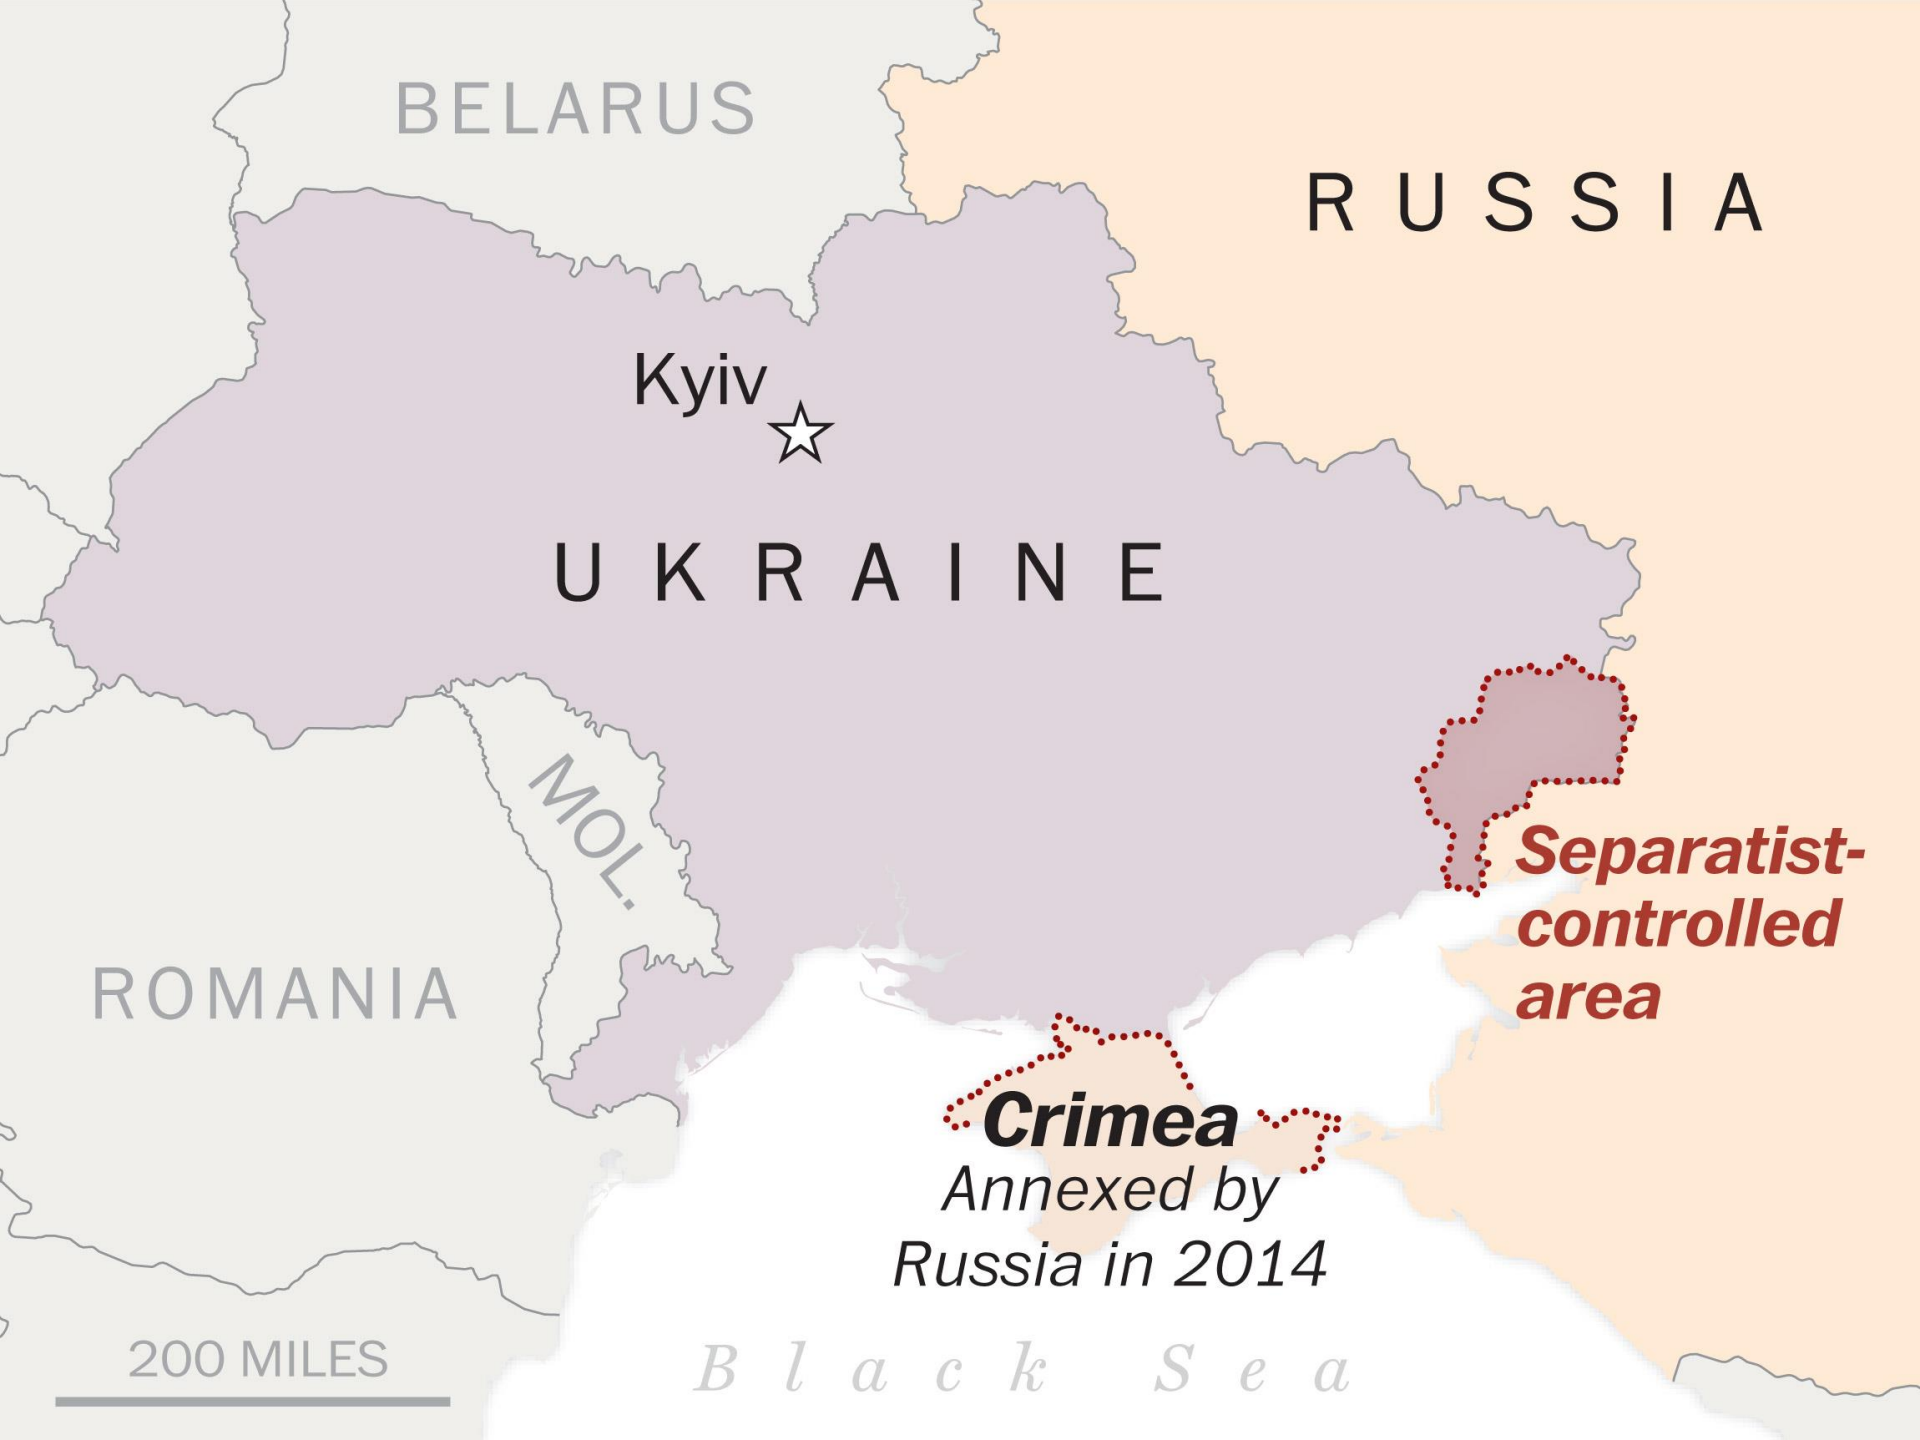 BELARUS
RUSSIA
Kyiv
UKRAINE
MOL.
Separatist-
controlled
area
ROMANIA
Crimea
Annexed by
Russia in 2014
200 MILES
Black Sea